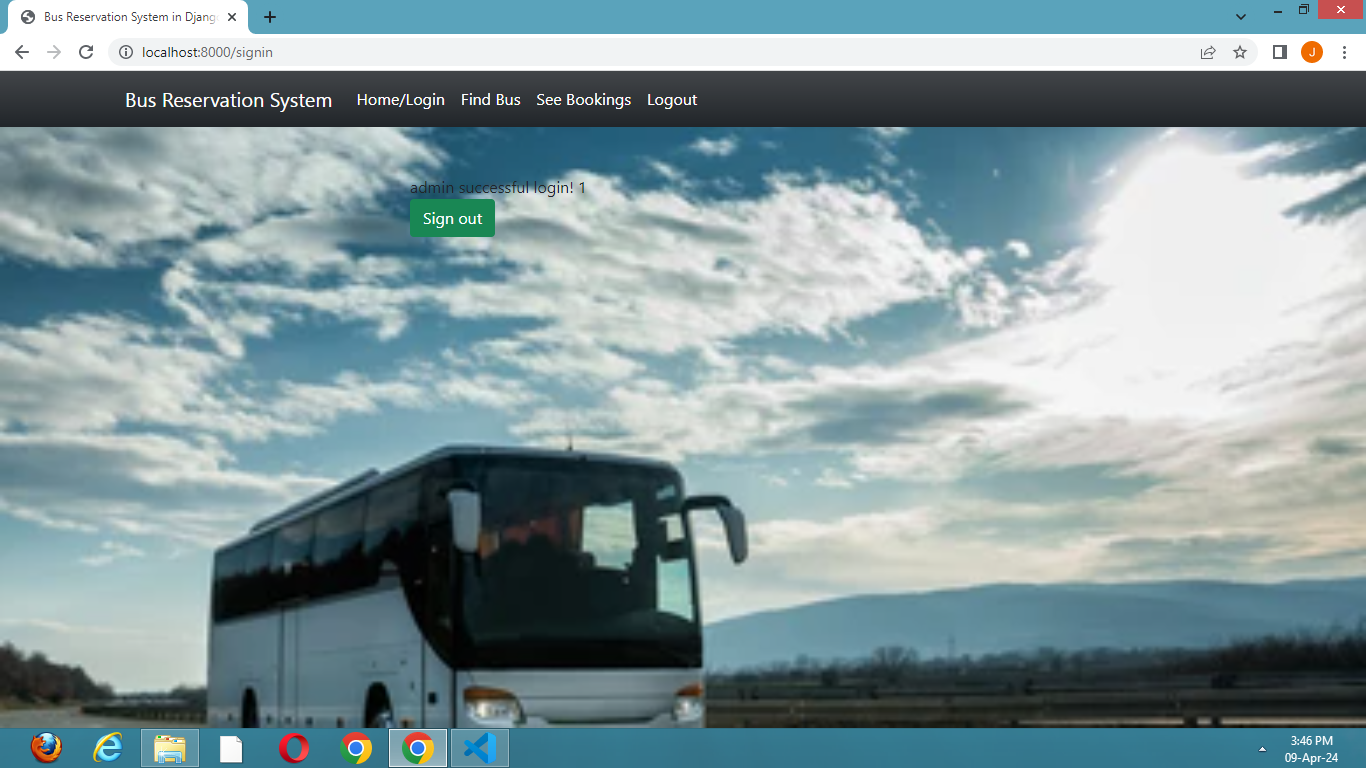 Bus Reservation System in Djang
localhost:8000/signin
J
Bus Reservation System Home/Login Find Bus See Bookings Logout
admin successful login! 1
Sign out
3:46 PM
09-Apr-24